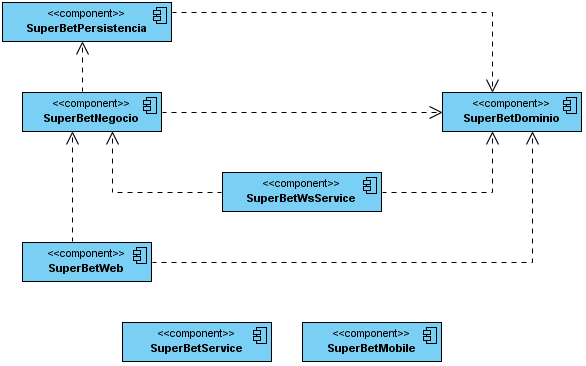 <<component>>
SuperBetPersistencia
<<component>>
SuperBetNegocio
<<component>>
SuperBetDominio
<<component>>
SuperBetWsService
<<component>>
SuperBetWeb
<<component>>
SuperBetService
<<component>>
SuperBetMobile